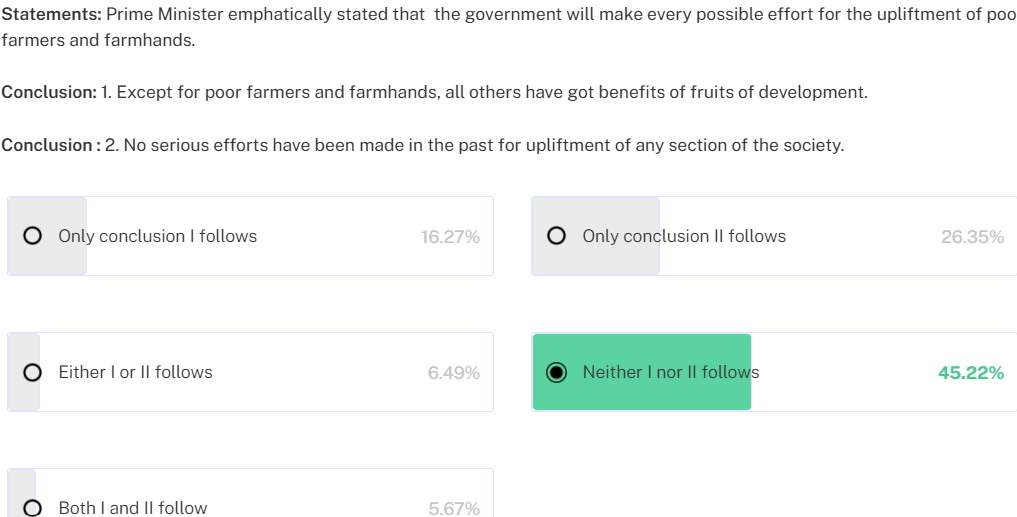 Statements: Prime Minister emphatically stated that the government will make every possible effort for the upliftment of poo
farmers and farmhands.
Conclusion: 1. Except for poor farmers and farmhands, all others have got benefits of fruits of development.
Conclusion : 2. No serious efforts have been made in the past for upliftment of any section of the society.
Only conclusion I follows 16.27%
Only conclusion II follows 26.35%
Either I or II follows 6.49%
Neither I nor II follows 45.22%
Both I and II follow 5.67%